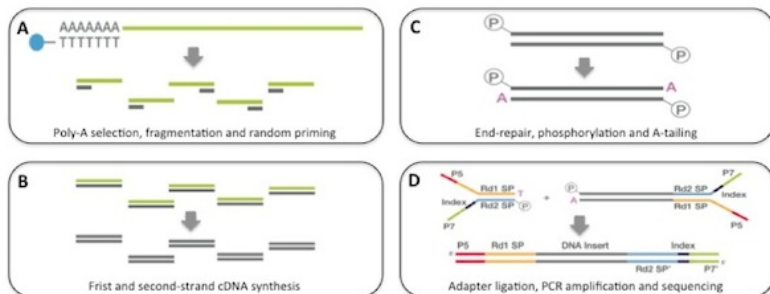 A
AAAAAAA
TTTTTTT
Poly-A selection, fragmentation and random priming
B
Frist and second-strand cDNA synthesis
C
P
P
P
A
A
P
End-repair, phosphorylation and A-tailing
D
P5
Rd1 SP
T
Index
Rd2 SP
P
P7
+
P
A
Rd2 SP
Rd1 SP
P7
Index
P5
P5
Rd1 SP
DNA Insert
Index
Rd2 SP'
P7'
Adapter ligation, PCR amplification and sequencing